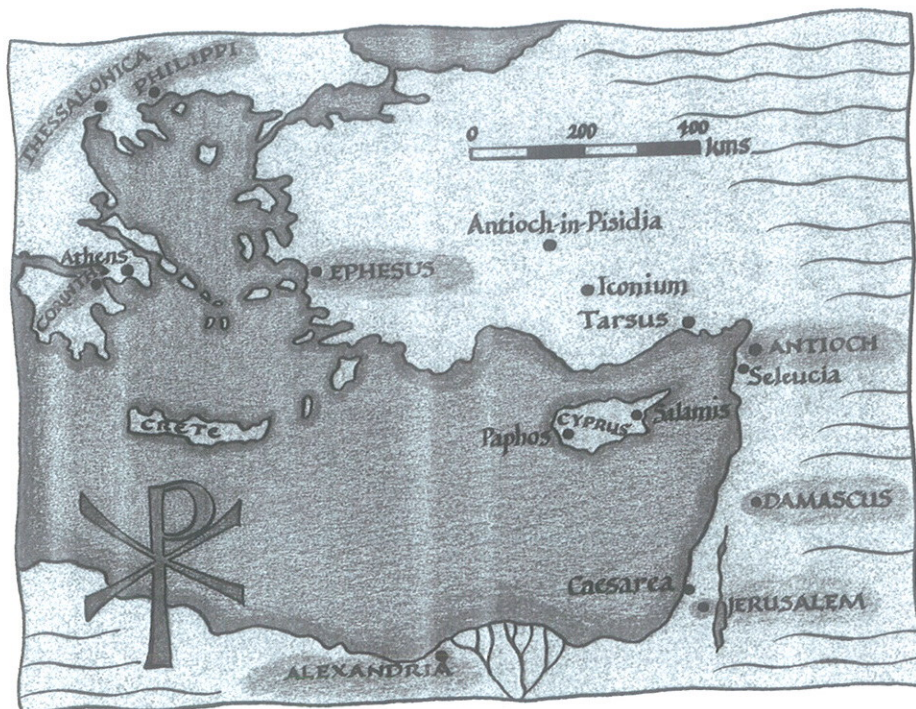 THESSALONICA
PHILIPPI
0 200 400
kms
Antioch-in-Pisidia
Athens
CORINTH
EPHESUS
Iconium
Tarsus
ANTIOCH
Seleucia
CRETE
CYPRUS
Salamis
Paphos
DAMASCUS
Caesarea
JERUSALEM
ALEXANDRIA